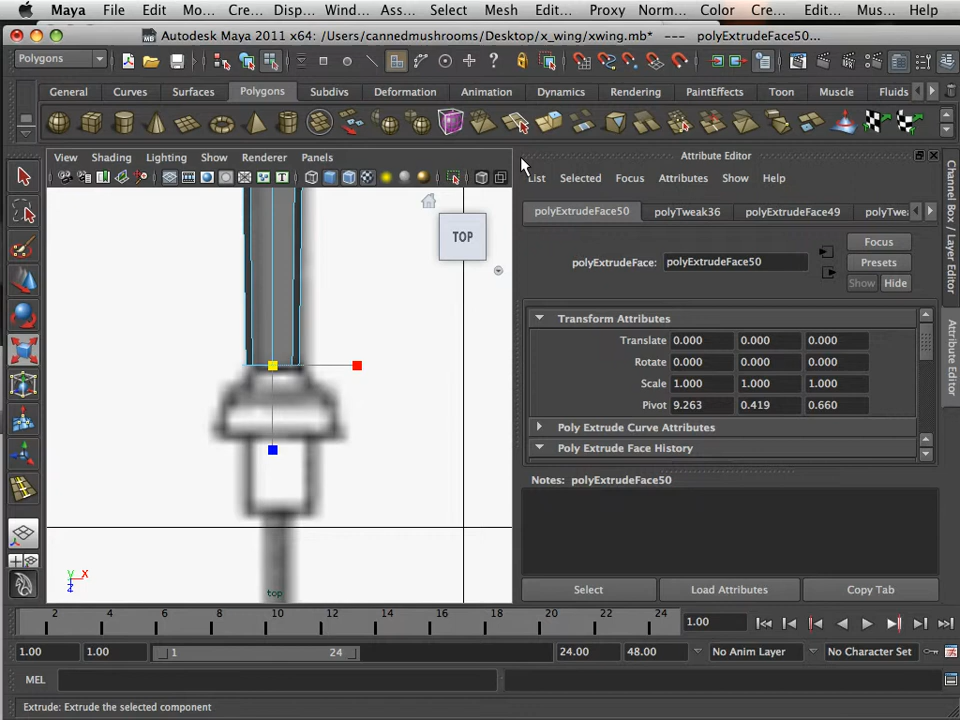 Maya File Edit Mo... Cre... Disp... Win... Ass... Select Mesh Edit... Proxy Norm... Color Cre... Edit... Mus... Help
Autodesk Maya 2011 x64: /Users/cannedmushrooms/Desktop/x_wing/xwing.mb* --- polyExtrudeFace50...
Polygons
General Curves Surfaces Polygons Subdivs Deformation Animation Dynamics Rendering PaintEffects Toon Muscle Fluids
View Shading Lighting Show Renderer Panels
Attribute Editor
List Selected Focus Attributes Show Help
polyExtrudeFace50 polyTweak36 polyExtrudeFace49 polyTwea
TOP
polyExtrudeFace: polyExtrudeFace50
Focus
Presets
Show Hide
Transform Attributes
Translate 0.000 0.000 0.000
Rotate 0.000 0.000 0.000
Scale 1.000 1.000 1.000
Pivot 9.263 0.419 0.660
Poly Extrude Curve Attributes
Poly Extrude Face History
Notes: polyExtrudeFace50
Y
X
Z
top
Select Load Attributes Copy Tab
Channel Box / Layer Editor
Attribute Editor
2 4 6 8 10 12 14 16 18 20 22 24
1.00
1.00 1.00 1 24 24.00 48.00 No Anim Layer No Character Set
MEL
Extrude: Extrude the selected component